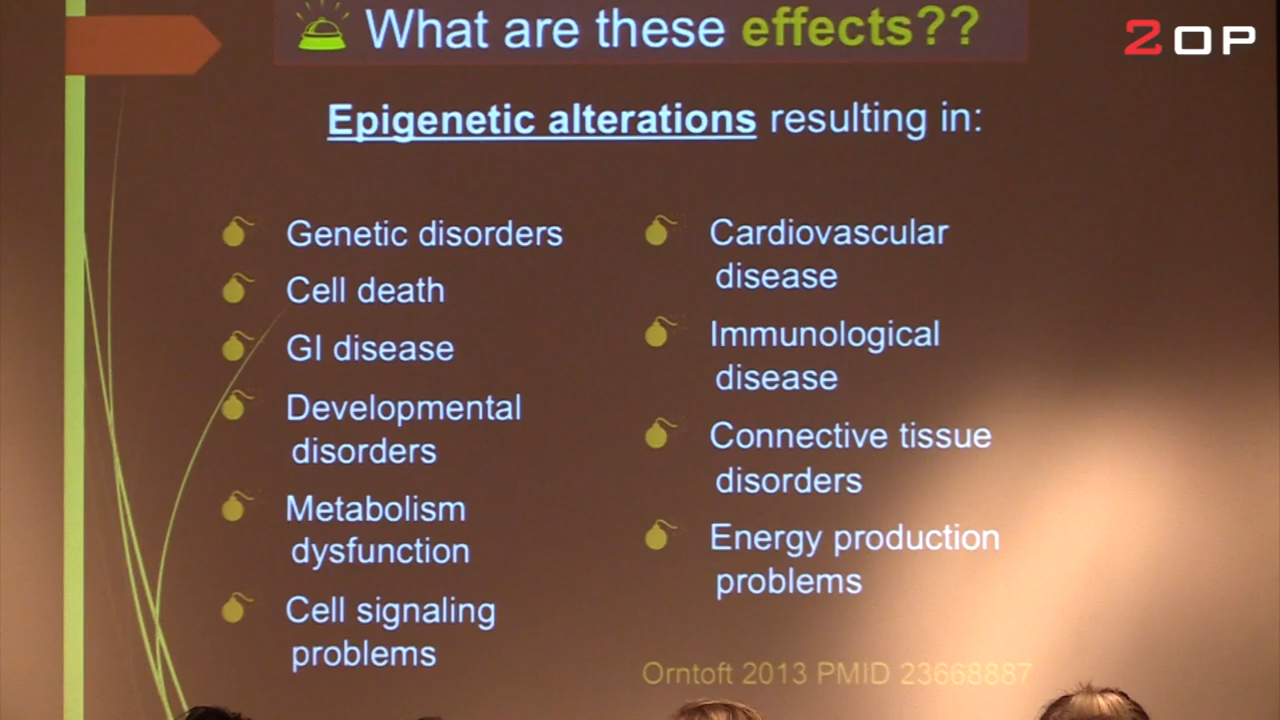 What are these effects??
ZOP
Epigenetic alterations resulting in:
Genetic disorders
Cell death
GI disease
Developmental
disorders
Metabolism
dysfunction
Cell signaling
problems
Cardiovascular
disease
Immunological
disease
Connective tissue
disorders
Energy production
problems
Orntoft 2013 PMID 23668887